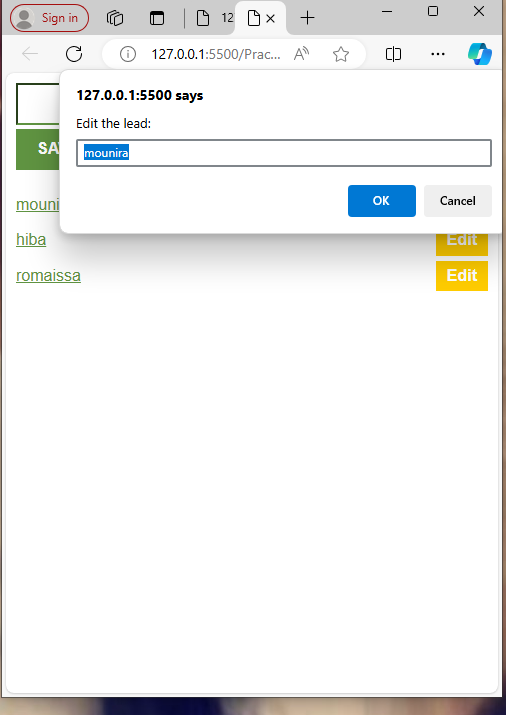 Sign in
12
127.0.0.1:5500/Prac...
127.0.0.1:5500 says
Edit the lead:
mounira
OK
Cancel
SA
mouni
hiba
Edit
romaissa
Edit